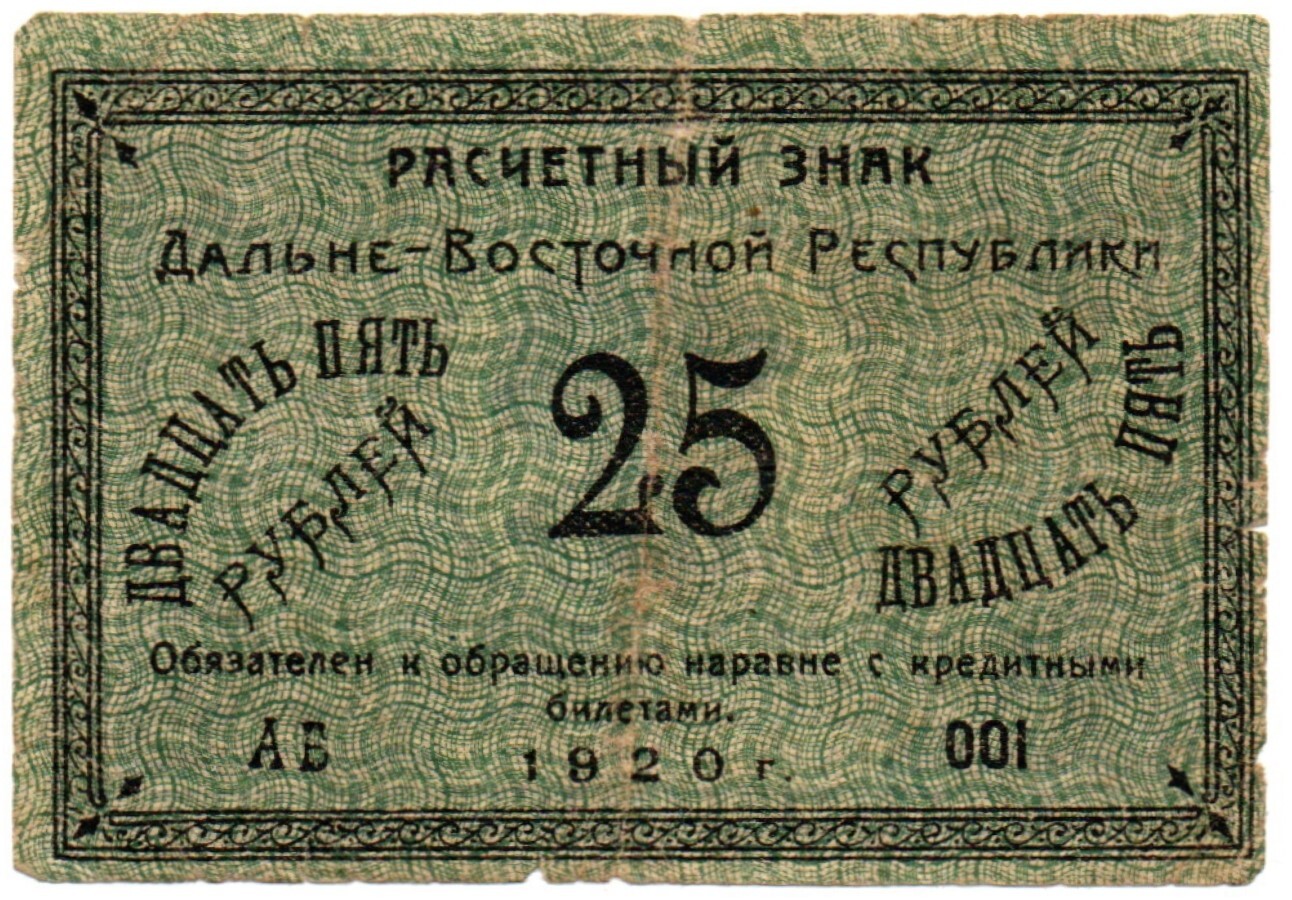 РАСЧЕТНЫЙ ЗНАК
ДАЛЬНЕ-ВОСТОЧНОЙ РЕСПУБЛИКИ
ДВАДЦАТЬ ПЯТЬ
РУБЛЕЙ
25
РУБЛЕЙ
ДВАДЦАТЬ ПЯТЬ
Обязателен к обращению наравне с кредитными
билетами.
АБ
1920 г.
001